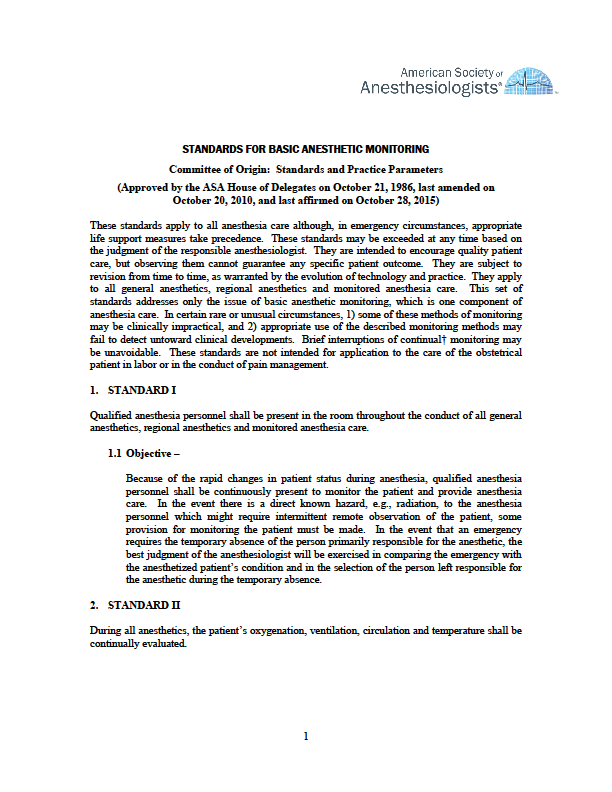 American Society of
Anesthesiologists®
STANDARDS FOR BASIC ANESTHETIC MONITORING
Committee of Origin: Standards and Practice Parameters
(Approved by the ASA House of Delegates on October 21, 1986, last amended on
October 20, 2010, and last affirmed on October 28, 2015)
These standards apply to all anesthesia care although, in emergency circumstances, appropriate
life support measures take precedence. These standards may be exceeded at any time based on
the judgment of the responsible anesthesiologist. They are intended to encourage quality patient
care, but observing them cannot guarantee any specific patient outcome. They are subject to
revision from time to time, as warranted by the evolution of technology and practice. They apply
to all general anesthetics, regional anesthetics and monitored anesthesia care. This set of
standards addresses only the issue of basic anesthetic monitoring, which is one component of
anesthesia care. In certain rare or unusual circumstances, 1) some of these methods of monitoring
may be clinically impractical, and 2) appropriate use of the described monitoring methods may
fail to detect untoward clinical developments. Brief interruptions of continual† monitoring may
be unavoidable. These standards are not intended for application to the care of the obstetrical
patient in labor or in the conduct of pain management.
1. STANDARD I
Qualified anesthesia personnel shall be present in the room throughout the conduct of all general
anesthetics, regional anesthetics and monitored anesthesia care.
1.1 Objective –
Because of the rapid changes in patient status during anesthesia, qualified anesthesia
personnel shall be continuously present to monitor the patient and provide anesthesia
care. In the event there is a direct known hazard, e.g., radiation, to the anesthesia
personnel which might require intermittent remote observation of the patient, some
provision for monitoring the patient must be made. In the event that an emergency
requires the temporary absence of the person primarily responsible for the anesthetic, the
best judgment of the anesthesiologist will be exercised in comparing the emergency with
the anesthetized patient's condition and in the selection of the person left responsible for
the anesthetic during the temporary absence.
2. STANDARD II
During all anesthetics, the patient's oxygenation, ventilation, circulation and temperature shall be
continually evaluated.
1